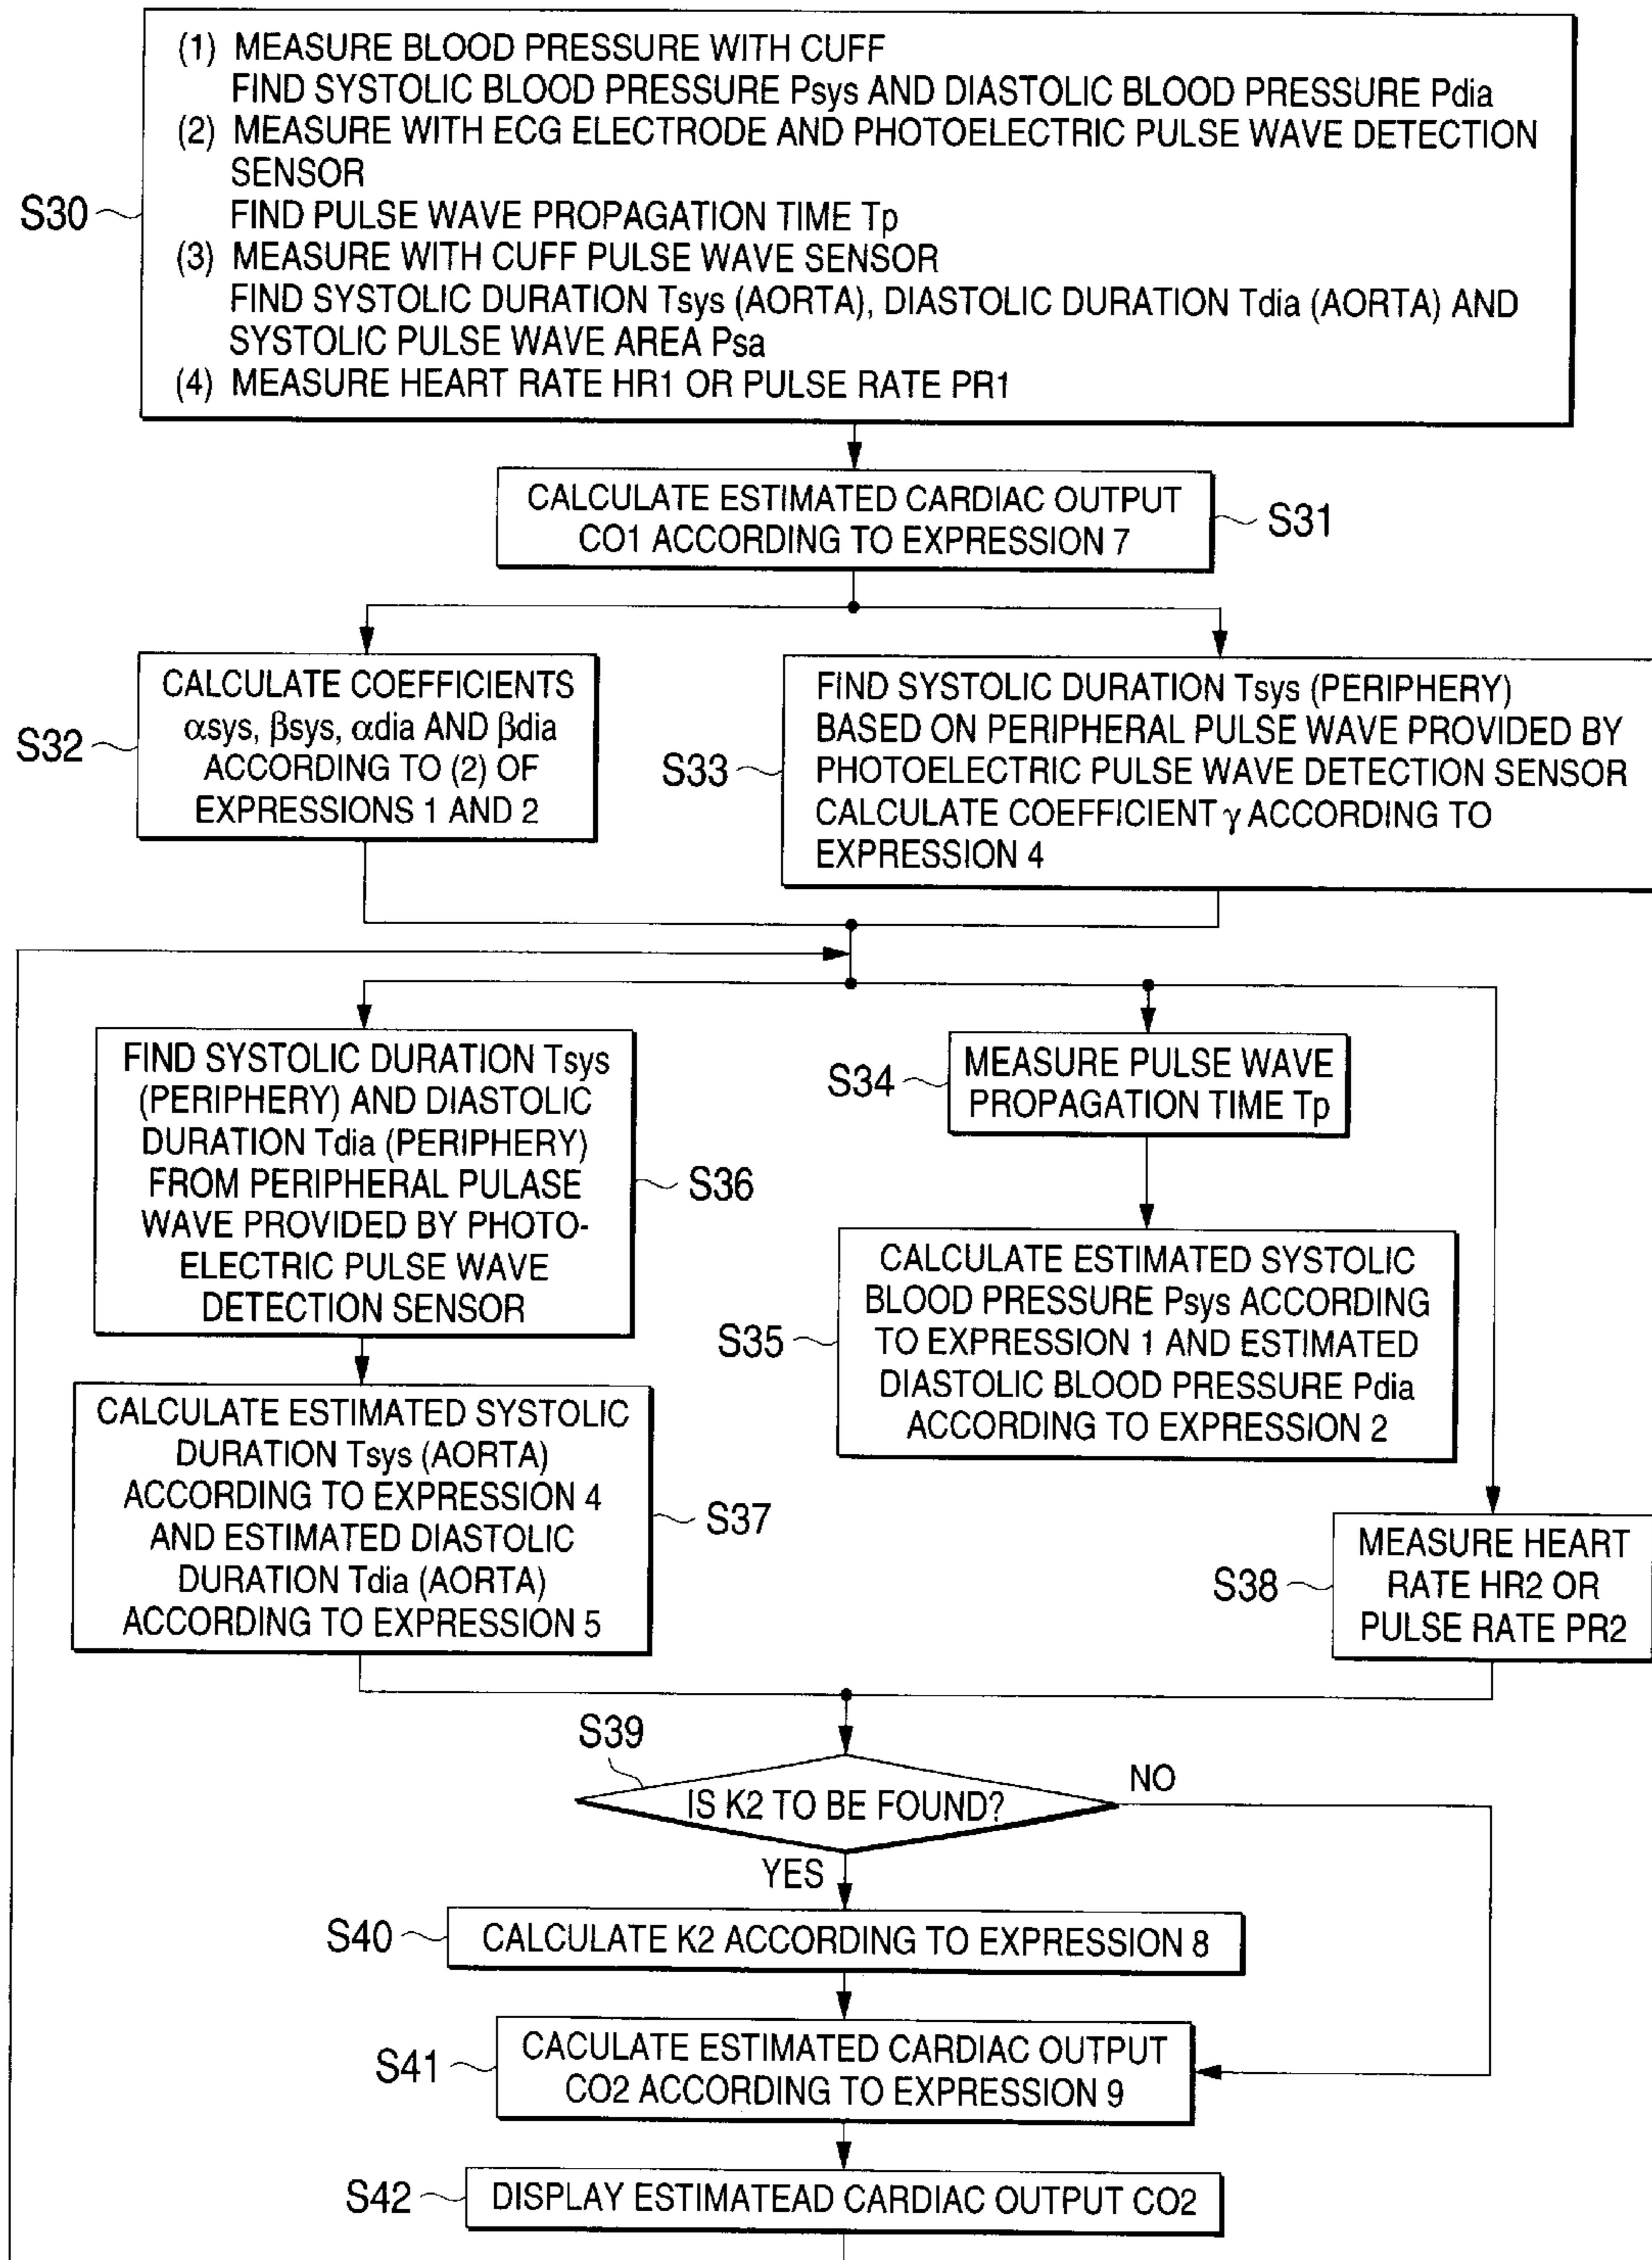 (1) MEASURE BLOOD PRESSURE WITH CUFF
FIND SYSTOLIC BLOOD PRESSURE Psys AND DIASTOLIC BLOOD PRESSURE Pdia
(2) MEASURE WITH ECG ELECTRODE AND PHOTOELECTRIC PULSE WAVE DETECTION
SENSOR
FIND PULSE WAVE PROPAGATION TIME Tp
(3) MEASURE WITH CUFF PULSE WAVE SENSOR
FIND SYSTOLIC DURATION Tsys (AORTA), DIASTOLIC DURATION Tdia (AORTA) AND
SYSTOLIC PULSE WAVE AREA Psa
(4) MEASURE HEART RATE HR1 OR PULSE RATE PR1
S30
CALCULATE ESTIMATED CARDIAC OUTPUT
CO1 ACCORDING TO EXPRESSION 7
S31
CALCULATE COEFFICIENTS
αsys, βsys, αdia AND βdia
ACCORDING TO (2) OF
EXPRESSIONS 1 AND 2
S32
FIND SYSTOLIC DURATION Tsys (PERIPHERY)
BASED ON PERIPHERAL PULSE WAVE PROVIDED BY
PHOTOELECTRIC PULSE WAVE DETECTION SENSOR
CALCULATE COEFFICIENT γ ACCORDING TO
EXPRESSION 4
S33
FIND SYSTOLIC DURATION Tsys
(PERIPHERY) AND DIASTOLIC
DURATION Tdia (PERIPHERY)
FROM PERIPHERAL PULASE
WAVE PROVIDED BY PHOTO-
ELECTRIC PULSE WAVE
DETECTION SENSOR
S36
MEASURE PULSE WAVE
PROPAGATION TIME Tp
S34
CALCULATE ESTIMATED SYSTOLIC
BLOOD PRESSURE Psys ACCORDING
TO EXPRESSION 1 AND ESTIMATED
DIASTOLIC BLOOD PRESSURE Pdia
ACCORDING TO EXPRESSION 2
S35
CALCULATE ESTIMATED SYSTOLIC
DURATION Tsys (AORTA)
ACCORDING TO EXPRESSION 4
AND ESTIMATED DIASTOLIC
DURATION Tdia (AORTA)
ACCORDING TO EXPRESSION 5
S37
MEASURE HEART
RATE HR2 OR
PULSE RATE PR2
S38
S39
IS K2 TO BE FOUND?
NO
YES
S40
CALCULATE K2 ACCORDING TO EXPRESSION 8
S41
CACULATE ESTIMATED CARDIAC OUTPUT
CO2 ACCORDING TO EXPRESSION 9
S42
DISPLAY ESTIMATEAD CARDIAC OUTPUT CO2